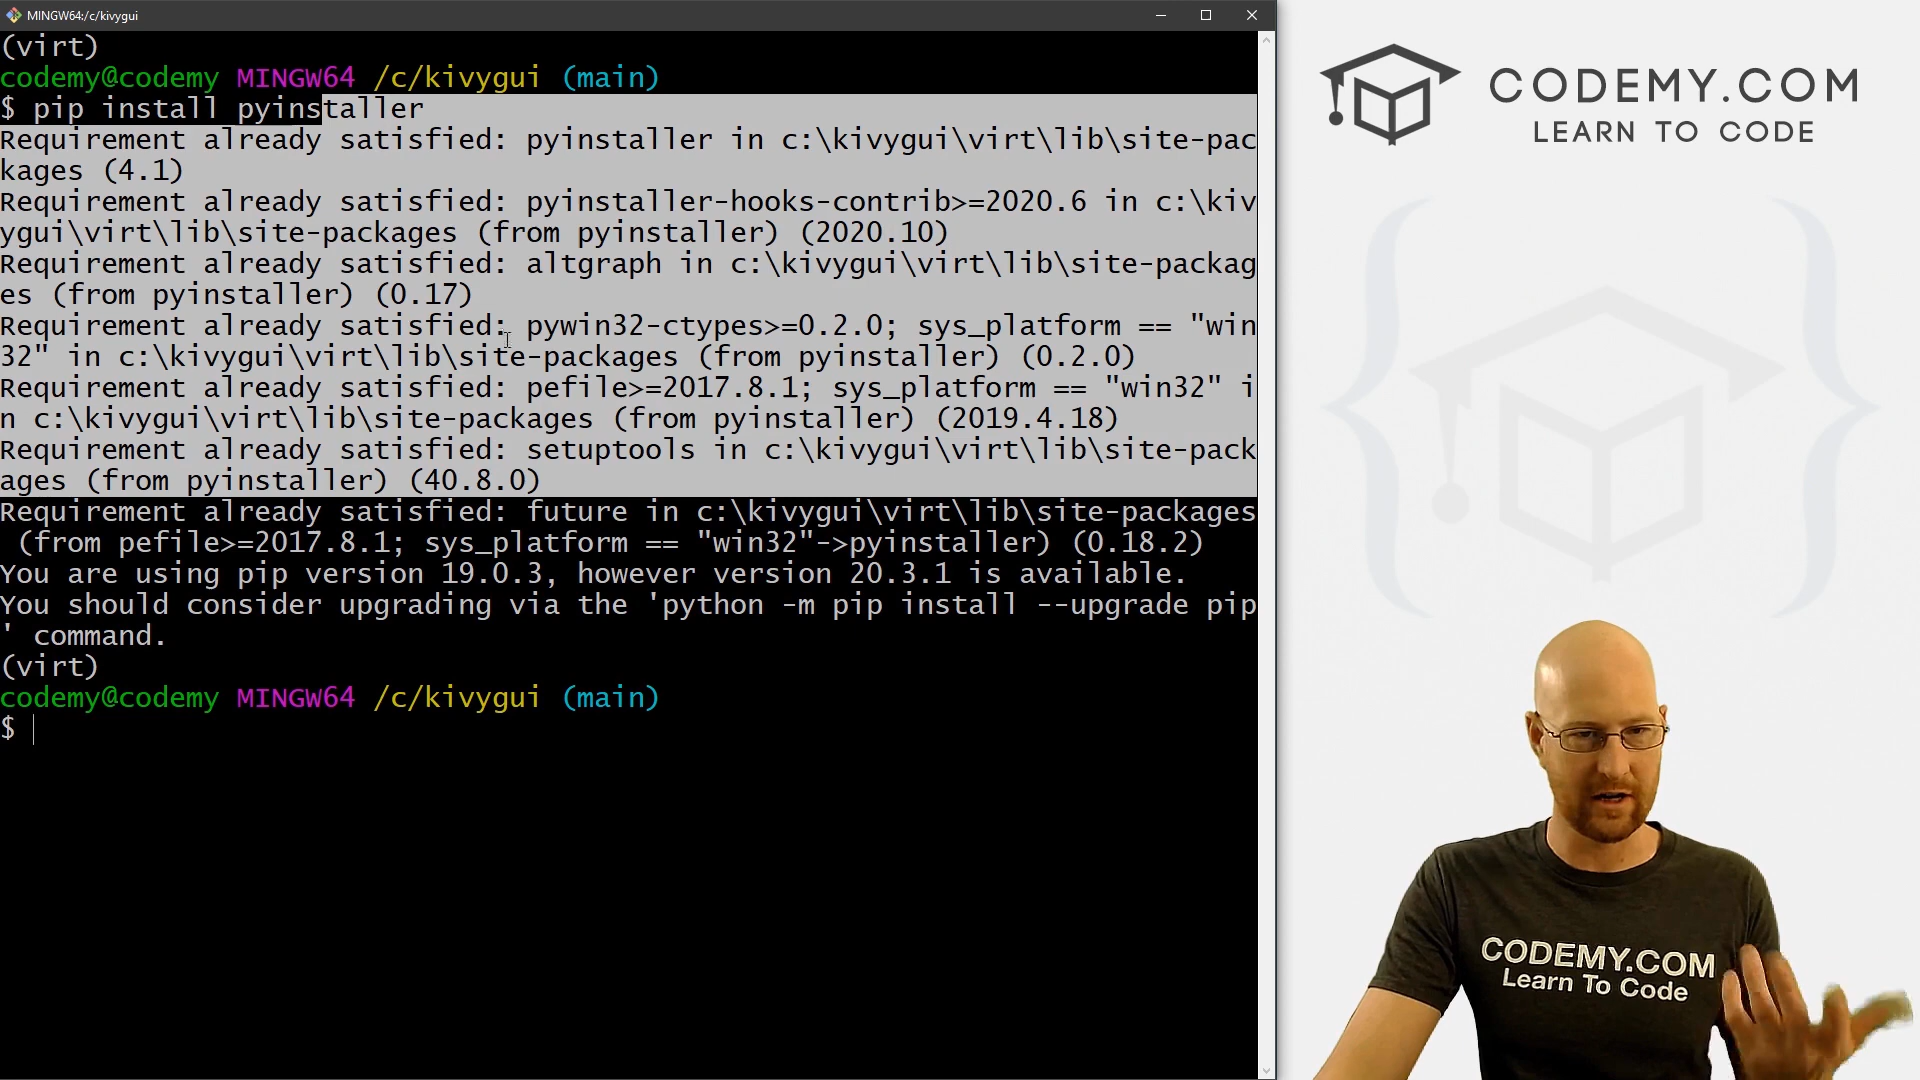 MINGW64:/c/kivygui
(virt)
codemy@codemy MINGW64 /c/kivygui (main)
$ pip install pyinstaller
Requirement already satisfied: pyinstaller in c:\kivygui\virt\lib\site-pac
kages (4.1)
Requirement already satisfied: pyinstaller-hooks-contrib>=2020.6 in c:\kiv
ygui\virt\lib\site-packages (from pyinstaller) (2020.10)
Requirement already satisfied: altgraph in c:\kivygui\virt\lib\site-packag
es (from pyinstaller) (0.17)
Requirement already satisfied: pywin32-ctypes>=0.2.0; sys_platform == "win
32" in c:\kivygui\virt\lib\site-packages (from pyinstaller) (0.2.0)
Requirement already satisfied: pefile>=2017.8.1; sys_platform == "win32" i
n c:\kivygui\virt\lib\site-packages (from pyinstaller) (2019.4.18)
Requirement already satisfied: setuptools in c:\kivygui\virt\lib\site-pack
ages (from pyinstaller) (40.8.0)
Requirement already satisfied: future in c:\kivygui\virt\lib\site-packages
(from pefile>=2017.8.1; sys_platform == "win32"->pyinstaller) (0.18.2)
You are using pip version 19.0.3, however version 20.3.1 is available.
You should consider upgrading via the 'python -m pip install --upgrade pip
' command.
(virt)
codemy@codemy MINGW64 /c/kivygui (main)
$
CODEMY.COM
LEARN TO CODE
CODEMY.COM
Learn To Code